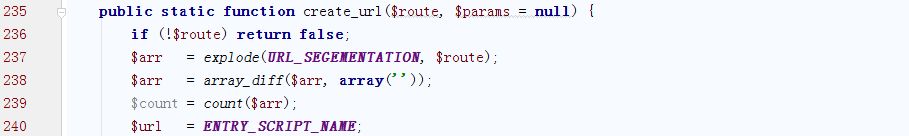 235 public static function create_url($route, $params = null) {
236 if (!$route) return false;
237 $arr = explode(URL_SEGEMENTATION, $route);
238 $arr = array_diff($arr, array(''));
239 $count = count($arr);
240 $url = ENTRY_SCRIPT_NAME;